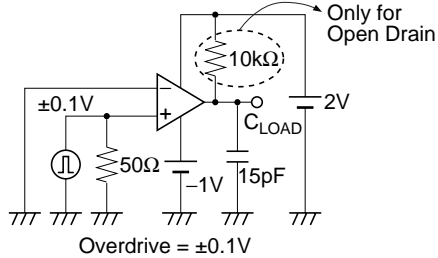 Only for
Open Drain
10kΩ
±0.1V
−
+
2V
C_LOAD
50Ω
−1V
15pF
Overdrive = ±0.1V